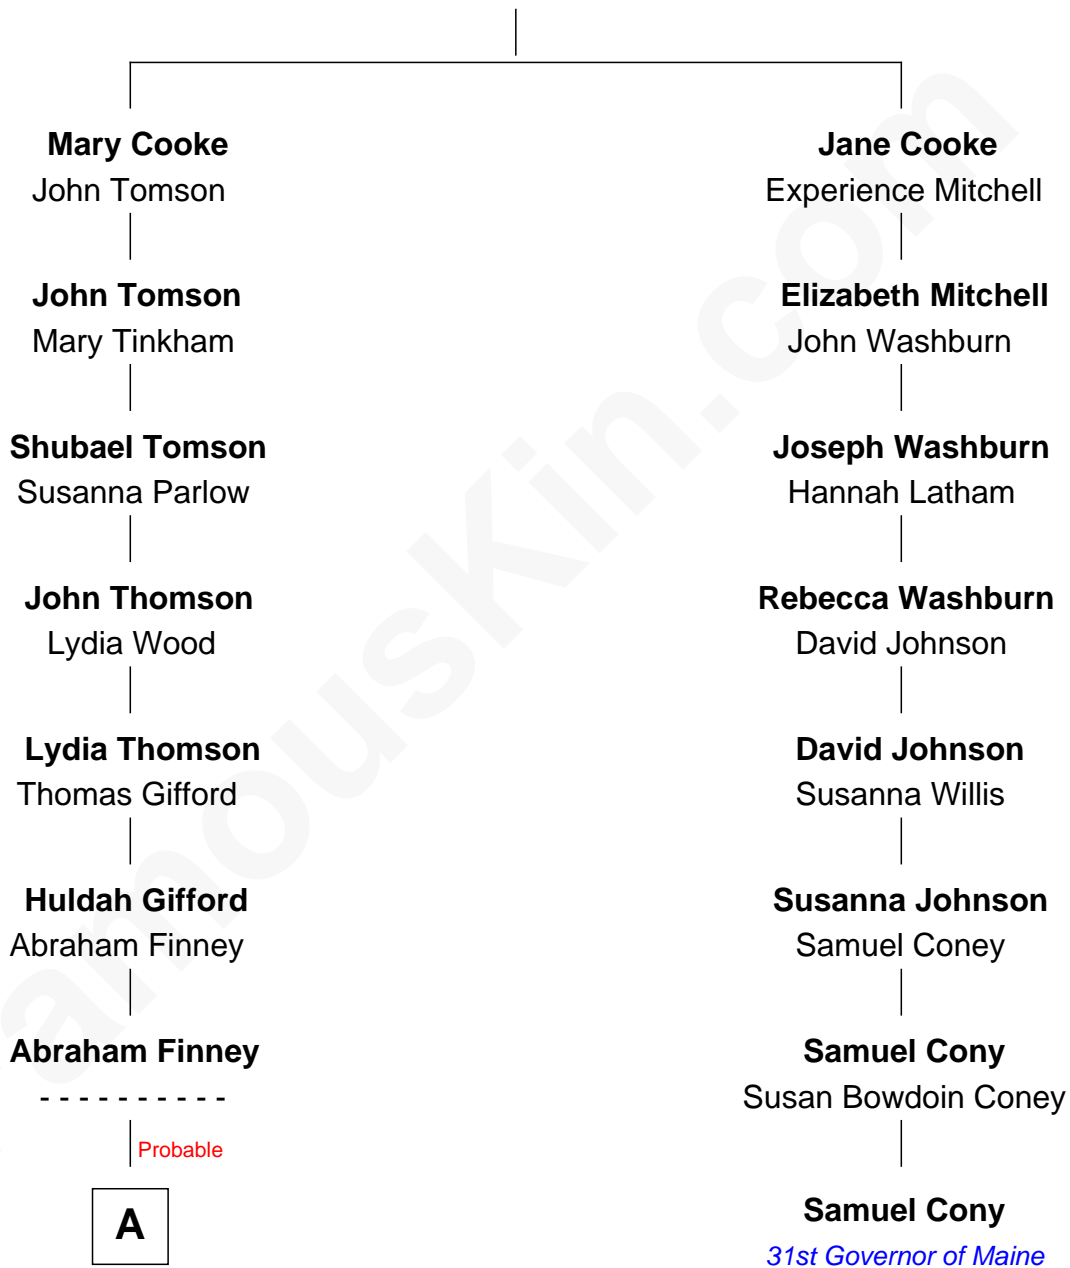 Mary Cooke
John Tomson
Jane Cooke
Experience Mitchell
John Tomson
Mary Tinkham
Elizabeth Mitchell
John Washburn
Shubael Tomson
Susanna Parlow
Joseph Washburn
Hannah Latham
John Thomson
Lydia Wood
Rebecca Washburn
David Johnson
Lydia Thomson
Thomas Gifford
David Johnson
Susanna Willis
Huldah Gifford
Abraham Finney
Susanna Johnson
Samuel Coney
Abraham Finney
- - - - - - - - - -
Probable
A
Samuel Cony
Susan Bowdoin Coney
Samuel Cony
31st Governor of Maine
amousKin.com